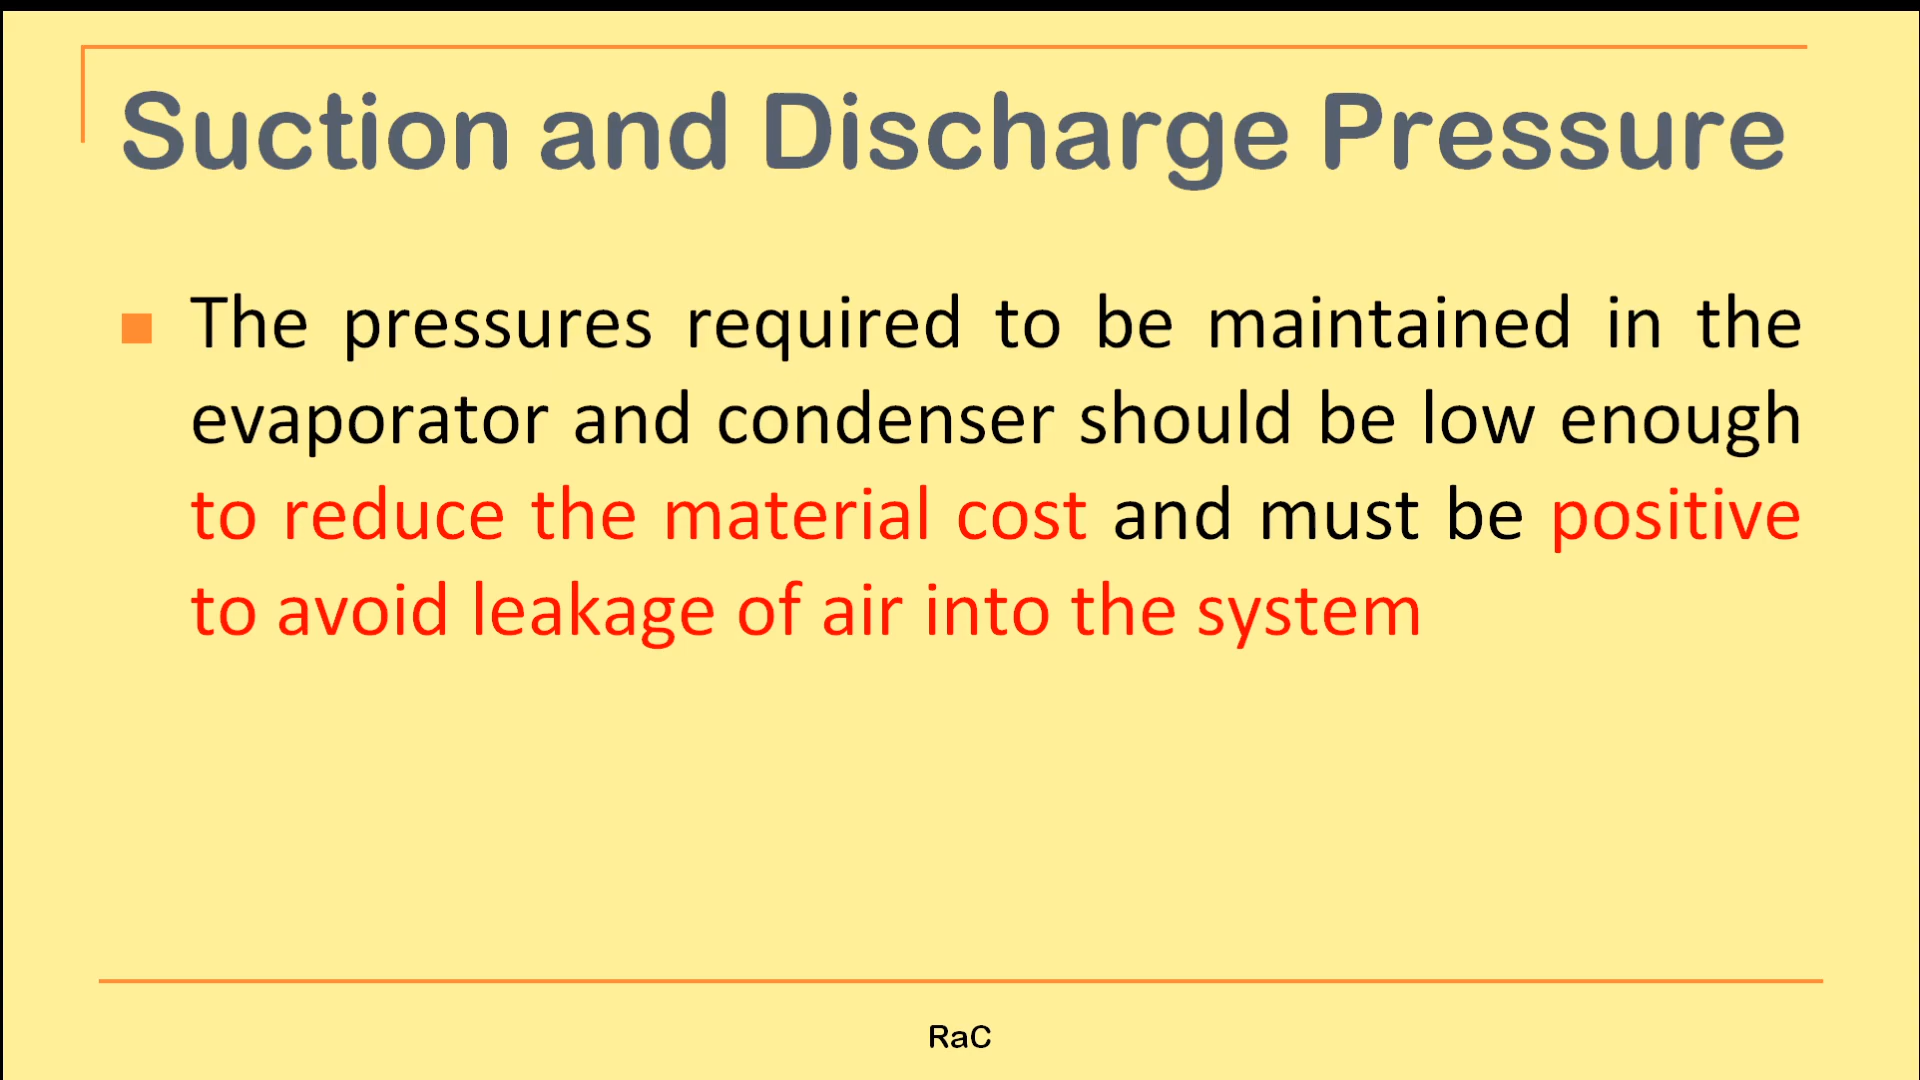 Suction and Discharge Pressure
The pressures required to be maintained in the
evaporator and condenser should be low enough
to reduce the material cost and must be positive
to avoid leakage of air into the system
RaC